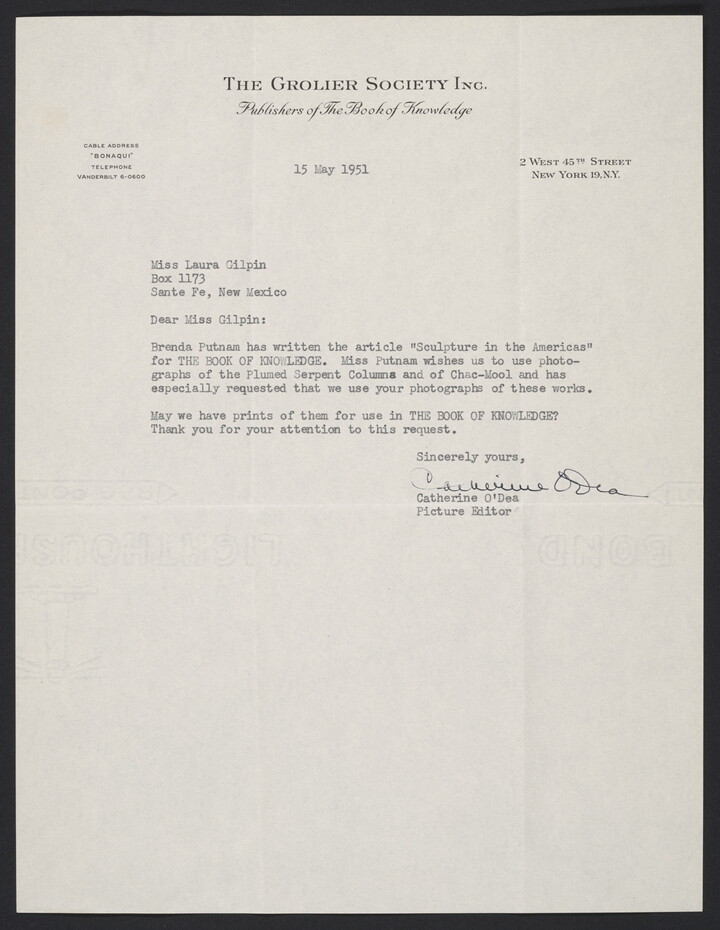 THE GROLIER SOCIETY INC.
Publishers of The Book of Knowledge
CABLE ADDRESS
"BONAQUI"
TELEPHONE
VANDERBILT 6-0600
15 May 1951
2 WEST 45TH STREET
NEW YORK 19, N.Y.
Miss Laura Gilpin
Box 1173
Sante Fe, New Mexico
Dear Miss Gilpin:
Brenda Putnam has written the article "Sculpture in the Americas"
for THE BOOK OF KNOWLEDGE. Miss Putnam wishes us to use photo-
graphs of the Plumed Serpent Columns and of Chac-Mool and has
especially requested that we use your photographs of these works.
May we have prints of them for use in THE BOOK OF KNOWLEDGE?
Thank you for your attention to this request.
Sincerely yours,
Catherine O'Dea
Catherine O'Dea
Picture Editor
LIGHTHOUSE BOND